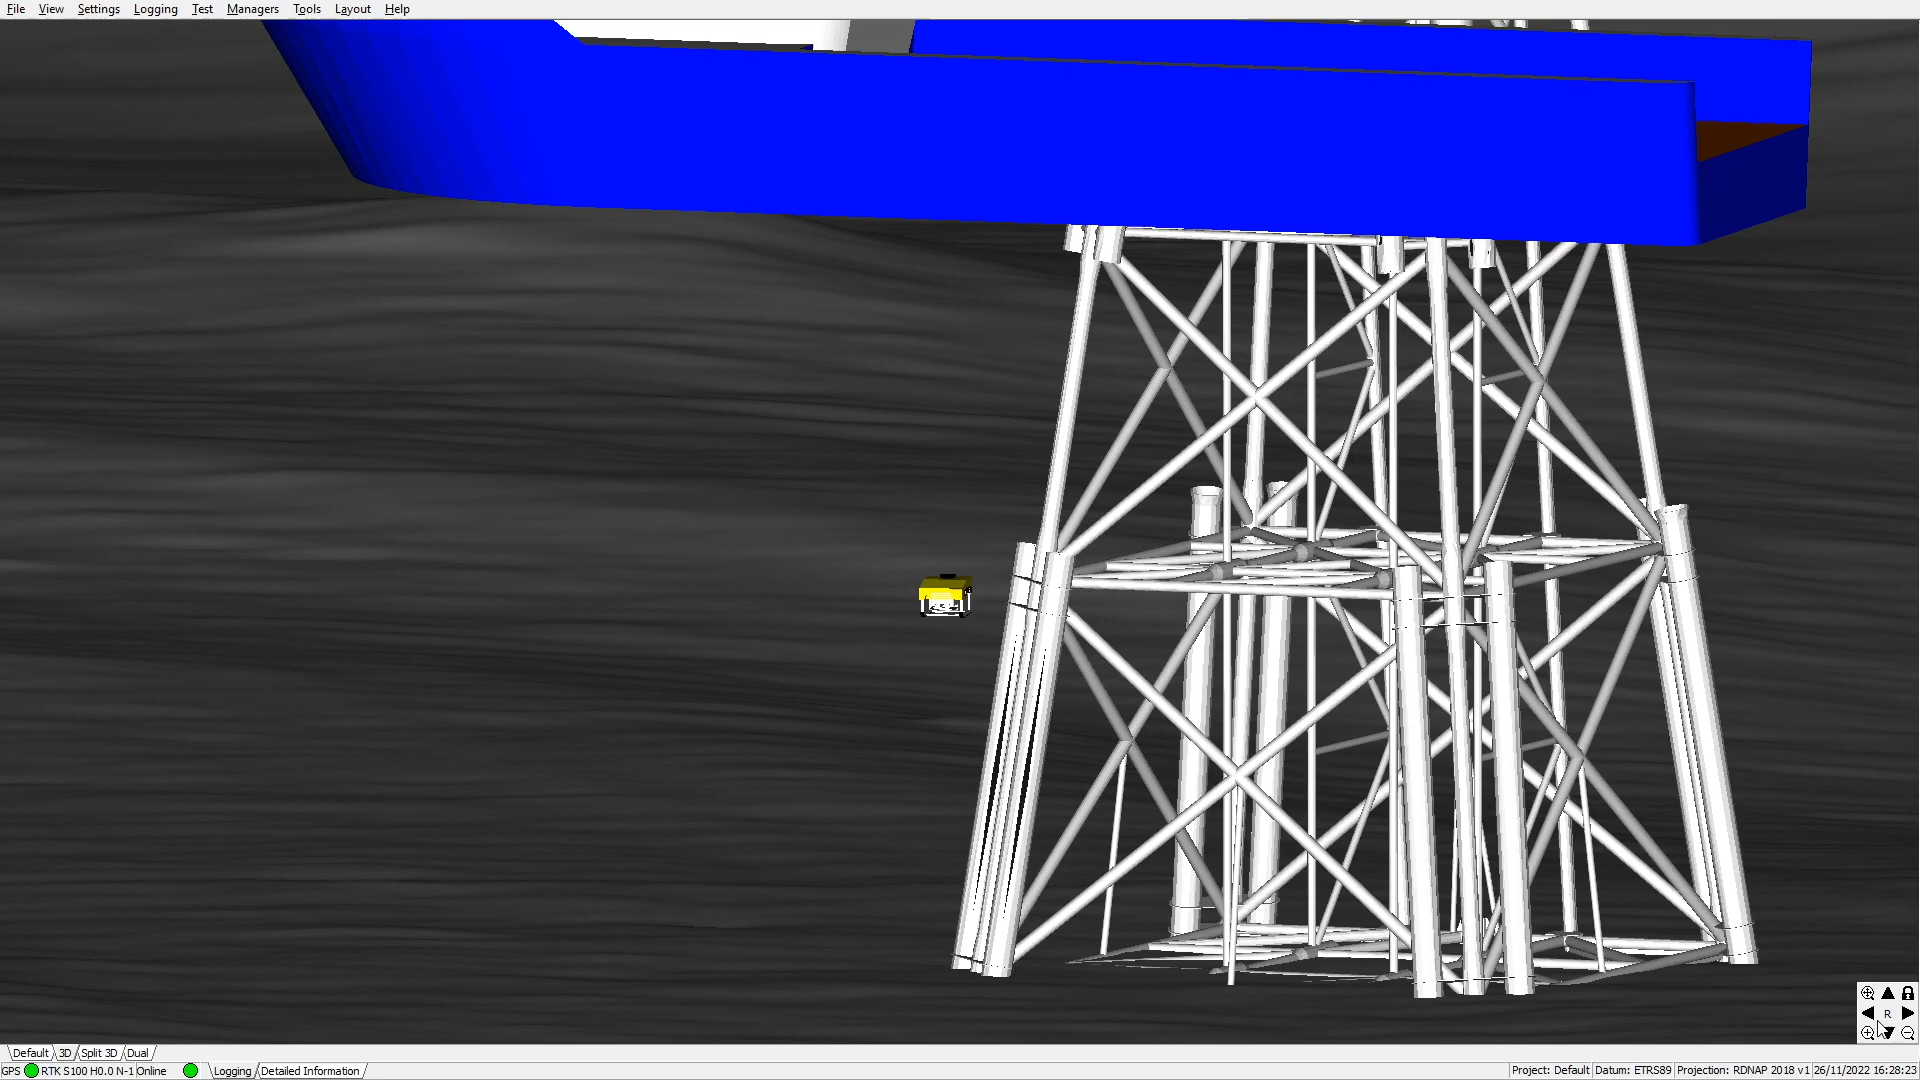 File View Settings Logging Test Managers Tools Layout Help
R
Default 3D Split 3D Dual
GPS RTK S100 H0.0 N-1 Online Logging Detailed Information Project: Default Datum: ETRS89 Projection: RDNAP 2018 v1 26/11/2022 16:28:23